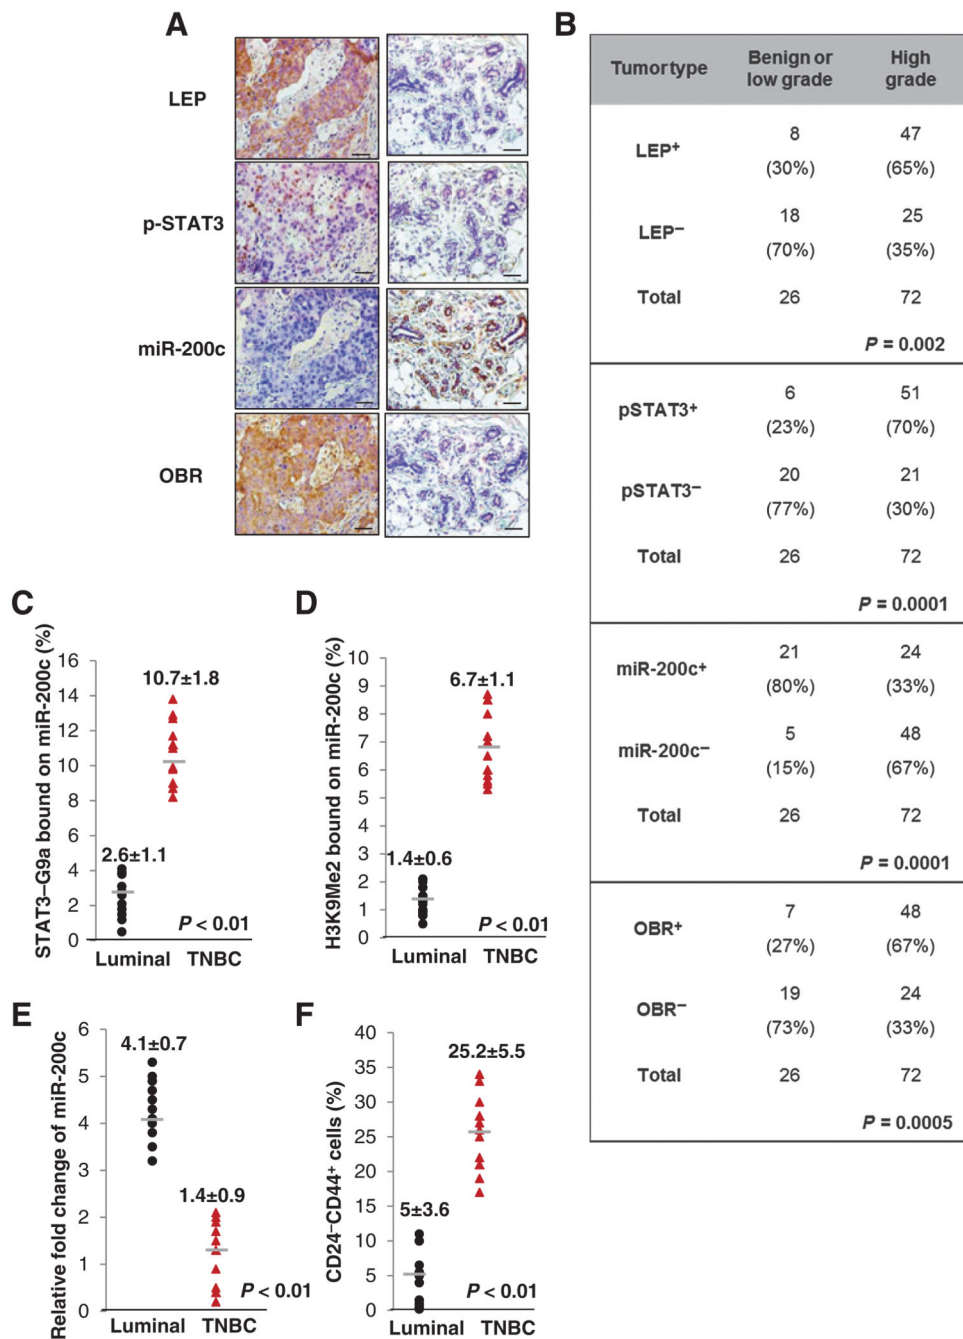 A
LEP
p-STAT3
miR-200c
OBR
B
Tumor type Benign or low grade High grade
LEP⁺ 8 47
(30%) (65%)
LEP⁻ 18 25
(70%) (35%)
Total 26 72
P = 0.002
pSTAT3⁺ 6 51
(23%) (70%)
pSTAT3⁻ 20 21
(77%) (30%)
Total 26 72
P = 0.0001
miR-200c⁺ 21 24
(80%) (33%)
miR-200c⁻ 5 48
(15%) (67%)
Total 26 72
P = 0.0001
OBR⁺ 7 48
(27%) (67%)
OBR⁻ 19 24
(73%) (33%)
Total 26 72
P = 0.0005
C
STAT3–G9a bound on miR-200c (%)
16
14
12
10
8
6
4
2
0
10.7±1.8
2.6±1.1
P < 0.01
Luminal TNBC
D
H3K9Me2 bound on miR-200c (%)
10
9
8
7
6
5
4
3
2
1
0
6.7±1.1
1.4±0.6
P < 0.01
Luminal TNBC
E
Relative fold change of miR-200c
6
5
4
3
2
1
0
4.1±0.7
1.4±0.9
P < 0.01
Luminal TNBC
F
CD24⁻CD44⁺ cells (%)
40
35
30
25
20
15
10
5
0
25.2±5.5
5±3.6
P < 0.01
Luminal TNBC